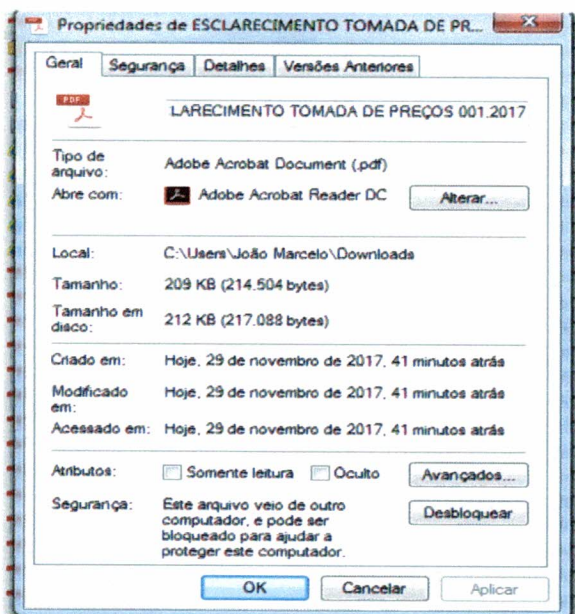 Propriedades de ESCLARECIMENTO TOMADA DE PR...
Geral Segurança Detalhes Versões Anteriores
PDF
LARECIMENTO TOMADA DE PREÇOS 001.2017
Tipo de arquivo: Adobe Acrobat Document (.pdf)
Abre com: Adobe Acrobat Reader DC Alterar...
Local: C:\Users\João Marcelo\Downloads
Tamanho: 209 KB (214.504 bytes)
Tamanho em disco: 212 KB (217.088 bytes)
Criado em: Hoje, 29 de novembro de 2017, 41 minutos atrás
Modificado em: Hoje, 29 de novembro de 2017, 41 minutos atrás
Acessado em: Hoje, 29 de novembro de 2017, 41 minutos atrás
Atributos: Somente leitura Oculto Avançados...
Segurança: Este arquivo veio de outro
computador, e pode ser
bloqueado para ajudar a
proteger este computador.
Desbloquear
OK Cancelar Aplicar